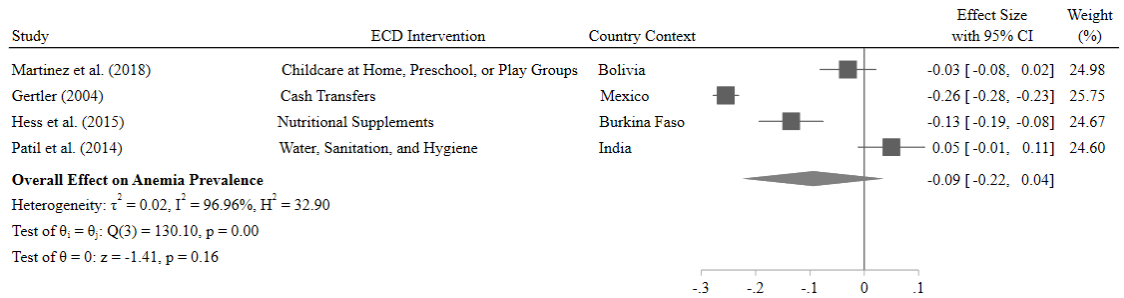 Effect Size Weight
Study ECD Intervention Country Context with 95% CI (%)
Martinez et al. (2018) Childcare at Home, Preschool, or Play Groups Bolivia -0.03 [-0.08, 0.02] 24.98
Gertler (2004) Cash Transfers Mexico -0.26 [-0.28, -0.23] 25.75
Hess et al. (2015) Nutritional Supplements Burkina Faso -0.13 [-0.19, -0.08] 24.67
Patil et al. (2014) Water, Sanitation, and Hygiene India 0.05 [-0.01, 0.11] 24.60
Overall Effect on Anemia Prevalence -0.09 [-0.22, 0.04]
Heterogeneity: τ² = 0.02, I² = 96.96%, H² = 32.90
Test of θᵢ = θⱼ: Q(3) = 130.10, p = 0.00
Test of θ = 0: z = -1.41, p = 0.16
-.3 -.2 -.1 0 .1